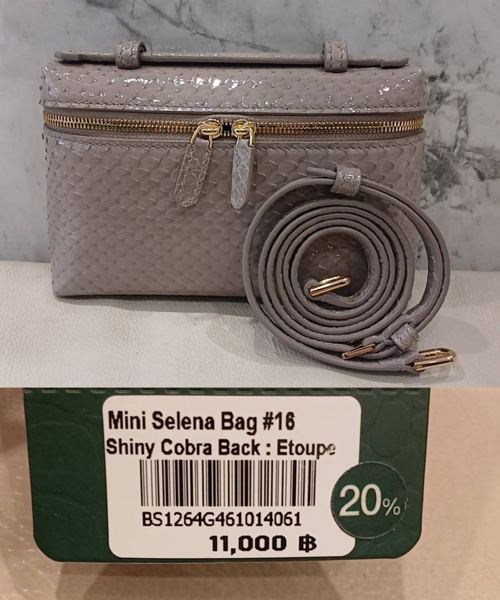 Mini Selena Bag #16
Shiny Cobra Back : Etoupe
BS1264G461014061
11,000 ฿
20%